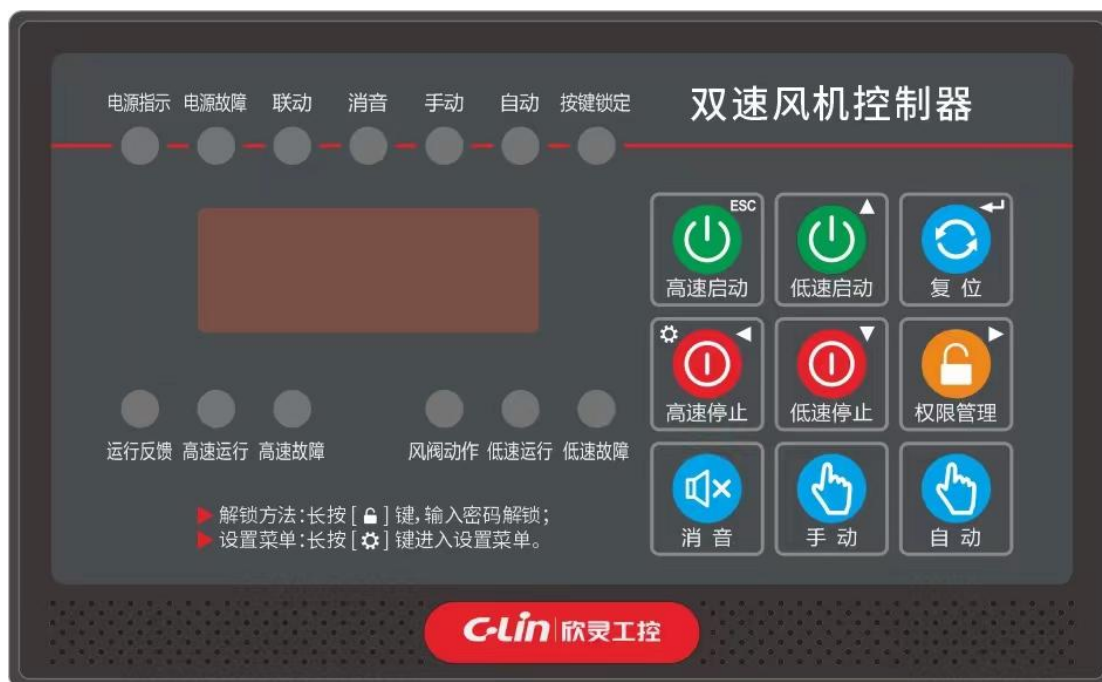 电源指示 电源故障 联动 消音 手动 自动 按键锁定
双速风机控制器
ESC
高速启动 低速启动 复位
高速停止 低速停止 权限管理
运行反馈 高速运行 高速故障 风阀动作 低速运行 低速故障
解锁方法:长按[ ]键,输入密码解锁;
设置菜单:长按[ ]键进入设置菜单。
消音 手动 自动
C-Lin 欣灵工控